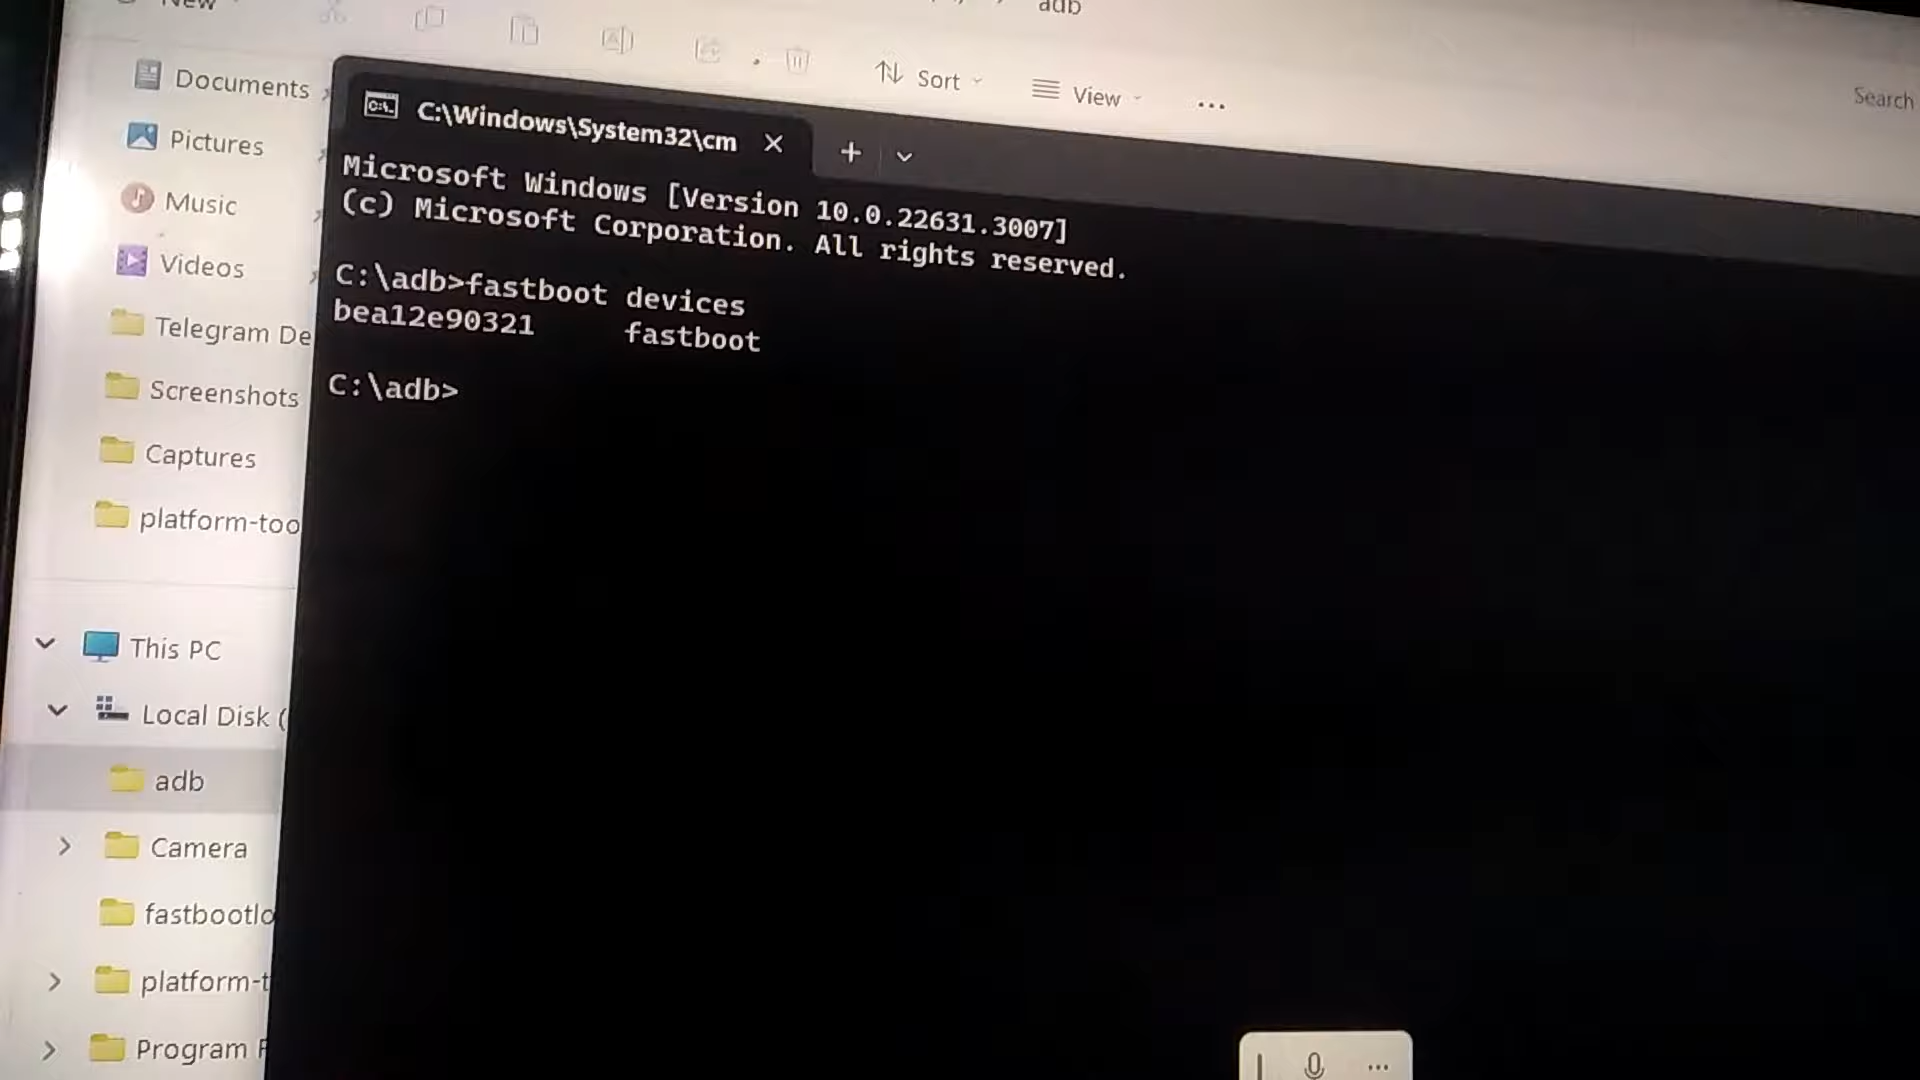 New
adb
Sort
View
...
Search
Documents
Pictures
Music
Videos
Telegram De
Screenshots
Captures
platform-too
This PC
Local Disk (
adb
Camera
fastbootlo
platform-t
Program F
C:\Windows\System32\cm
Microsoft Windows [Version 10.0.22631.3007]
(c) Microsoft Corporation. All rights reserved.
C:\adb>fastboot devices
bea12e90321 fastboot
C:\adb>